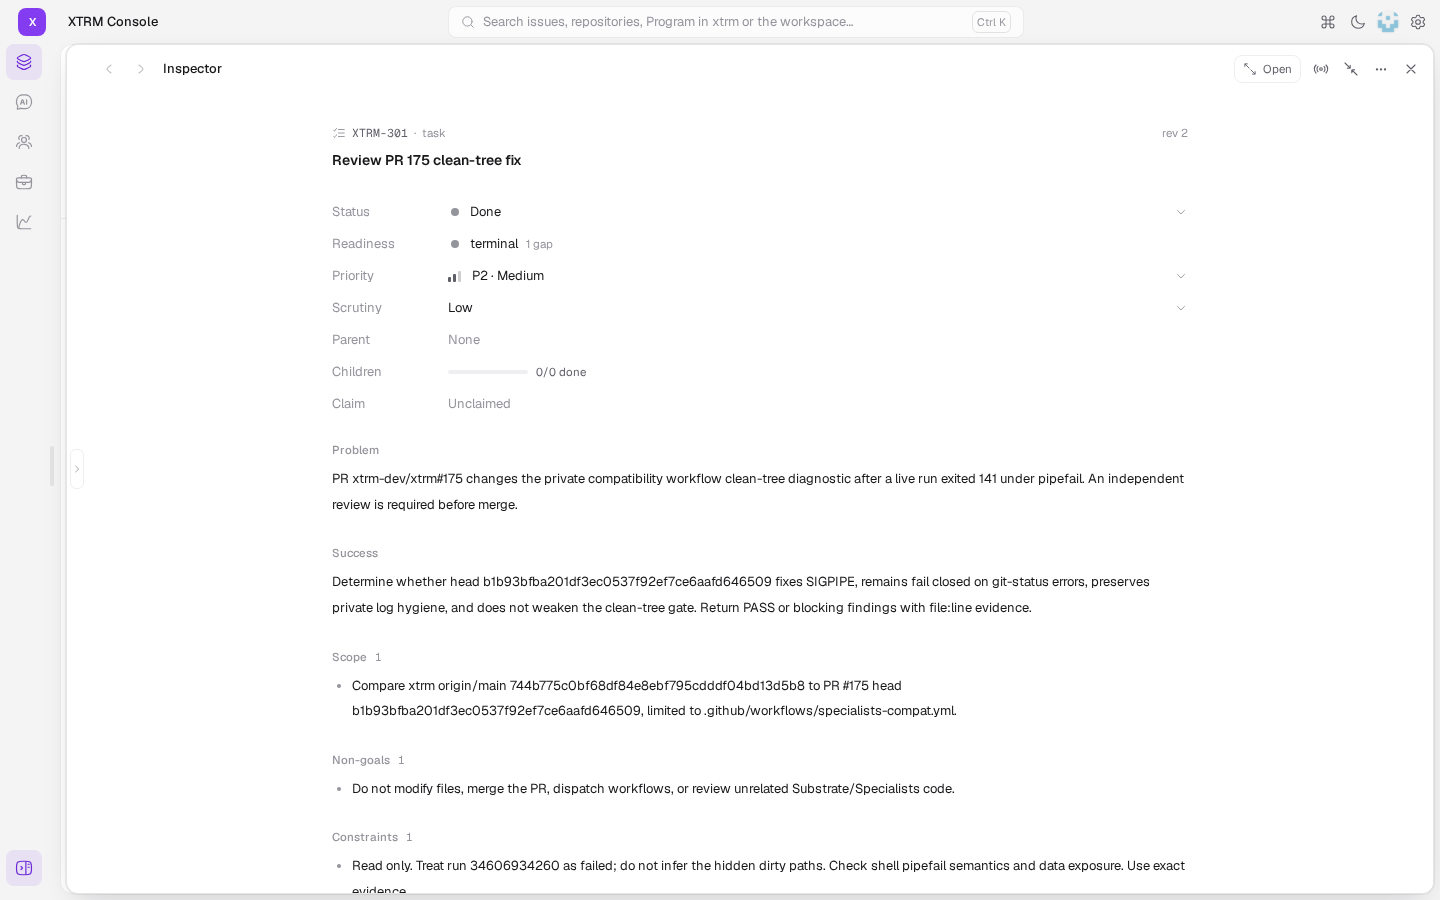 X
XTRM Console
Search issues, repositories, Program in xtrm or the workspace...
Ctrl K
AI
Inspector
Open
XTRM-301 · task
rev 2
Review PR 175 clean-tree fix
Status
Done
Readiness
terminal 1 gap
Priority
P2 · Medium
Scrutiny
Low
Parent
None
Children
0/0 done
Claim
Unclaimed
Problem
PR xtrm-dev/xtrm#175 changes the private compatibility workflow clean-tree diagnostic after a live run exited 141 under pipefail. An independent
review is required before merge.
Success
Determine whether head b1b93bfba201df3ec0537f92ef7ce6aafd646509 fixes SIGPIPE, remains fail closed on git-status errors, preserves
private log hygiene, and does not weaken the clean-tree gate. Return PASS or blocking findings with file:line evidence.
Scope 1
Compare xtrm origin/main 744b775c0bf68df84e8ebf795cdddf04bd13d5b8 to PR #175 head
b1b93bfba201df3ec0537f92ef7ce6aafd646509, limited to .github/workflows/specialists-compat.yml.
Non-goals 1
Do not modify files, merge the PR, dispatch workflows, or review unrelated Substrate/Specialists code.
Constraints 1
Read only. Treat run 34606934260 as failed; do not infer the hidden dirty paths. Check shell pipefail semantics and data exposure. Use exact
evidence.